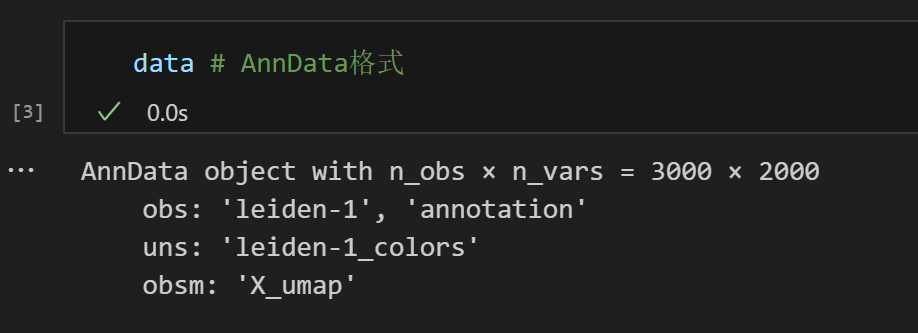 data # AnnData格式
[3]
0.0s
AnnData object with n_obs × n_vars = 3000 × 2000
obs: 'leiden-1', 'annotation'
uns: 'leiden-1_colors'
obsm: 'X_umap'